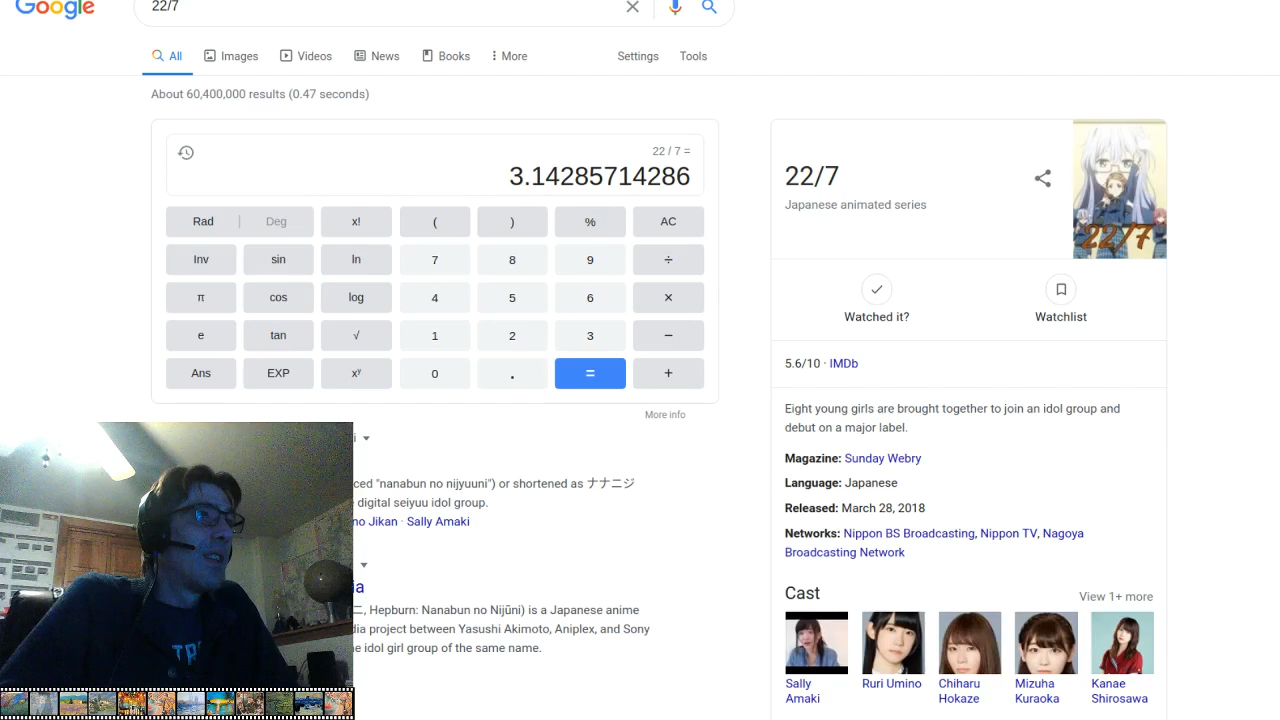 Google
22/7
All
Images
Videos
News
Books
More
Settings
Tools
About 60,400,000 results (0.47 seconds)
22 / 7 =
3.14285714286
Rad
Deg
x!
(
)
%
AC
Inv
sin
ln
7
8
9
÷
π
cos
log
4
5
6
×
e
tan
√
1
2
3
−
Ans
EXP
xʸ
0
.
=
+
More info
ced "nanabun no nijyuuni") or shortened as ナナニジ
digital seiyuu idol group.
no Jikan · Sally Amaki
ia
二, Hepburn: Nanabun no Nijūni) is a Japanese anime
dia project between Yasushi Akimoto, Aniplex, and Sony
e idol girl group of the same name.
22/7
Japanese animated series
22/7
Watched it?
Watchlist
5.6/10 · IMDb
Eight young girls are brought together to join an idol group and
debut on a major label.
Magazine: Sunday Webry
Language: Japanese
Released: March 28, 2018
Networks: Nippon BS Broadcasting, Nippon TV, Nagoya
Broadcasting Network
Cast
View 1+ more
Sally
Amaki
Ruri Umino
Chiharu
Hokaze
Mizuha
Kuraoka
Kanae
Shirosawa